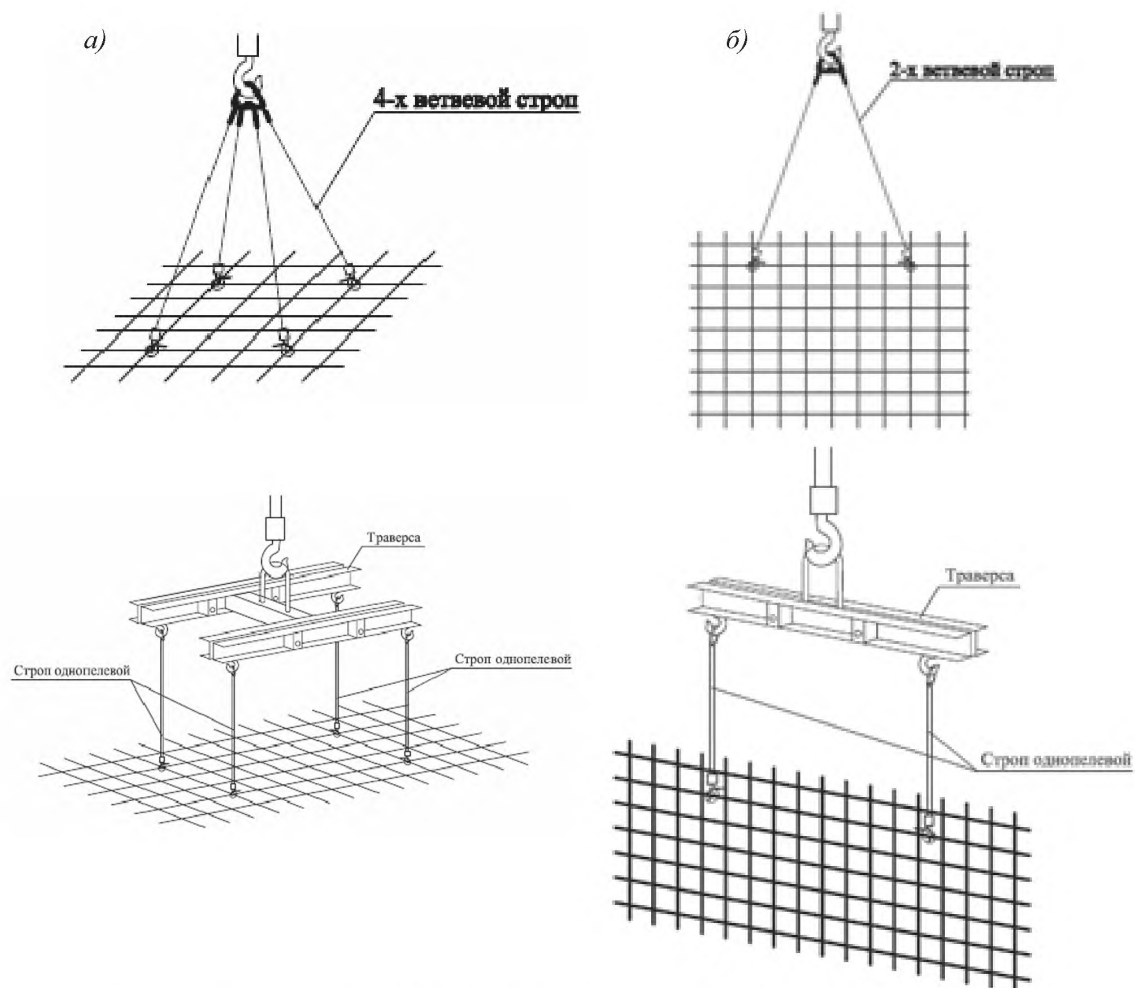 а)
б)
4-х ветвевой строп
2-х ветвевой строп
Траверса
Строп однопелевой
Строп однопелевой
Траверса
Строп однопелевой